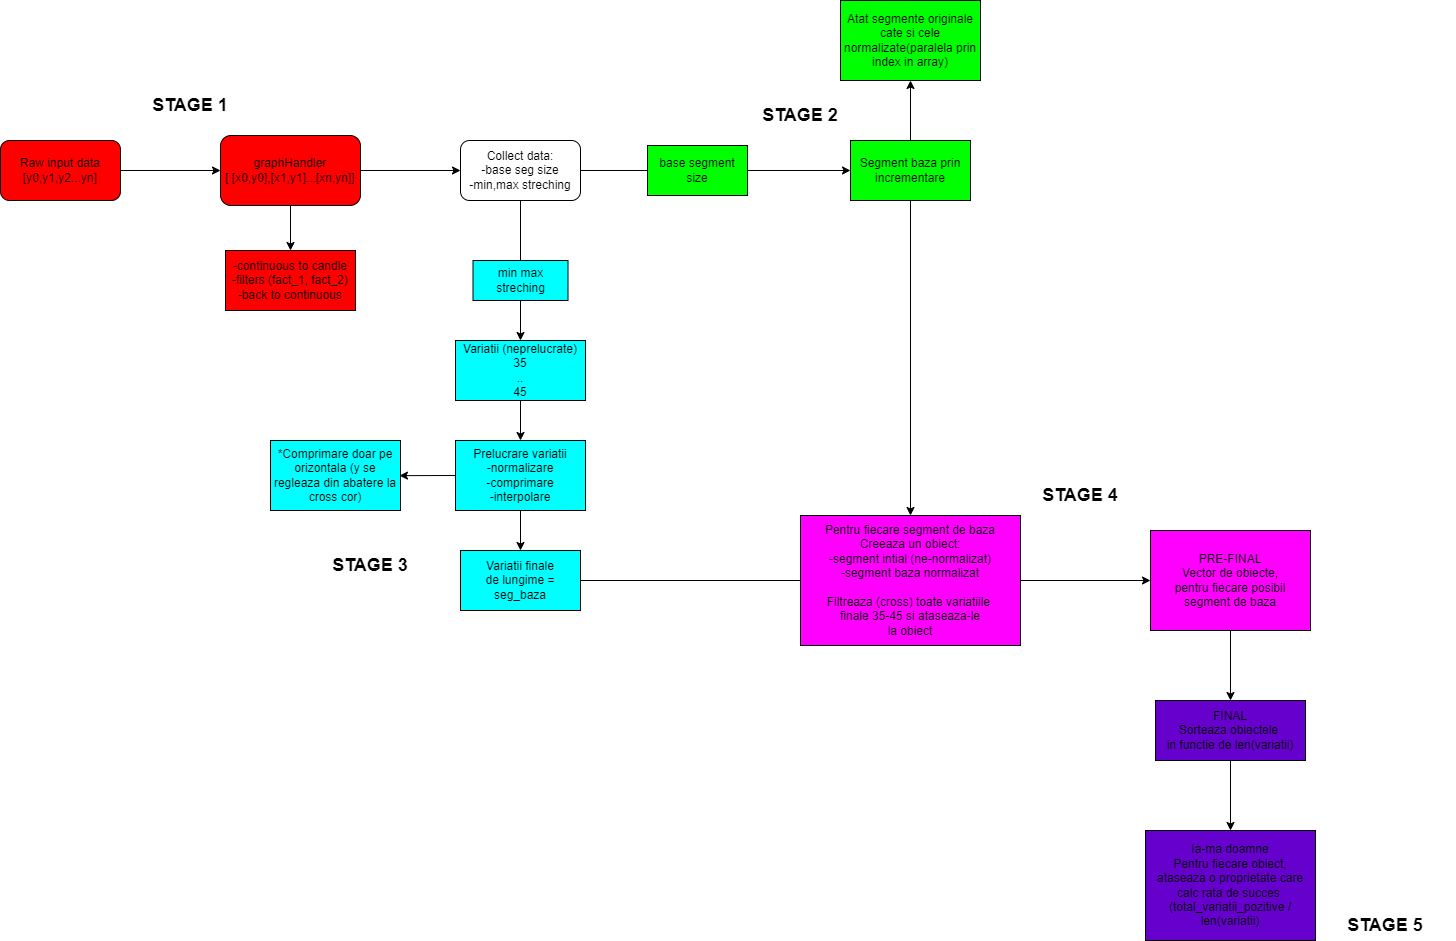 Atat segmente originale
cate si cele
normalizate(paralela prin
index in array)
STAGE 1
STAGE 2
Raw input data
[y0,y1,y2...yn]
graphHandler
[ [x0,y0],[x1,y1]...[xn,yn]]
Collect data:
-base seg size
-min,max streching
base segment
size
Segment baza prin
incrementare
-continuous to candle
-filters (fact_1, fact_2)
-back to continuous
min max
streching
Variatii (neprelucrate)
35
..
45
*Comprimare doar pe
orizontala (y se
regleaza din abatere la
cross cor)
Prelucrare variatii
-normalizare
-comprimare
-interpolare
STAGE 4
STAGE 3
Variatii finale
de lungime =
seg_baza
Pentru fiecare segment de baza
Creeaza un obiect:
-segment intial (ne-normalizat)
-segment baza normalizat
Filtreaza (cross) toate variatiile
finale 35-45 si ataseaza-le
la obiect
PRE-FINAL
Vector de obiecte,
pentru fiecare posibil
segment de baza
FINAL
Sorteaza obiectele
in functie de len(variatii)
Ia-ma doamne
Pentru fiecare obiect,
ataseaza o proprietate care
calc rata de succes
(total_variatii_pozitive /
len(variatii)
STAGE 5